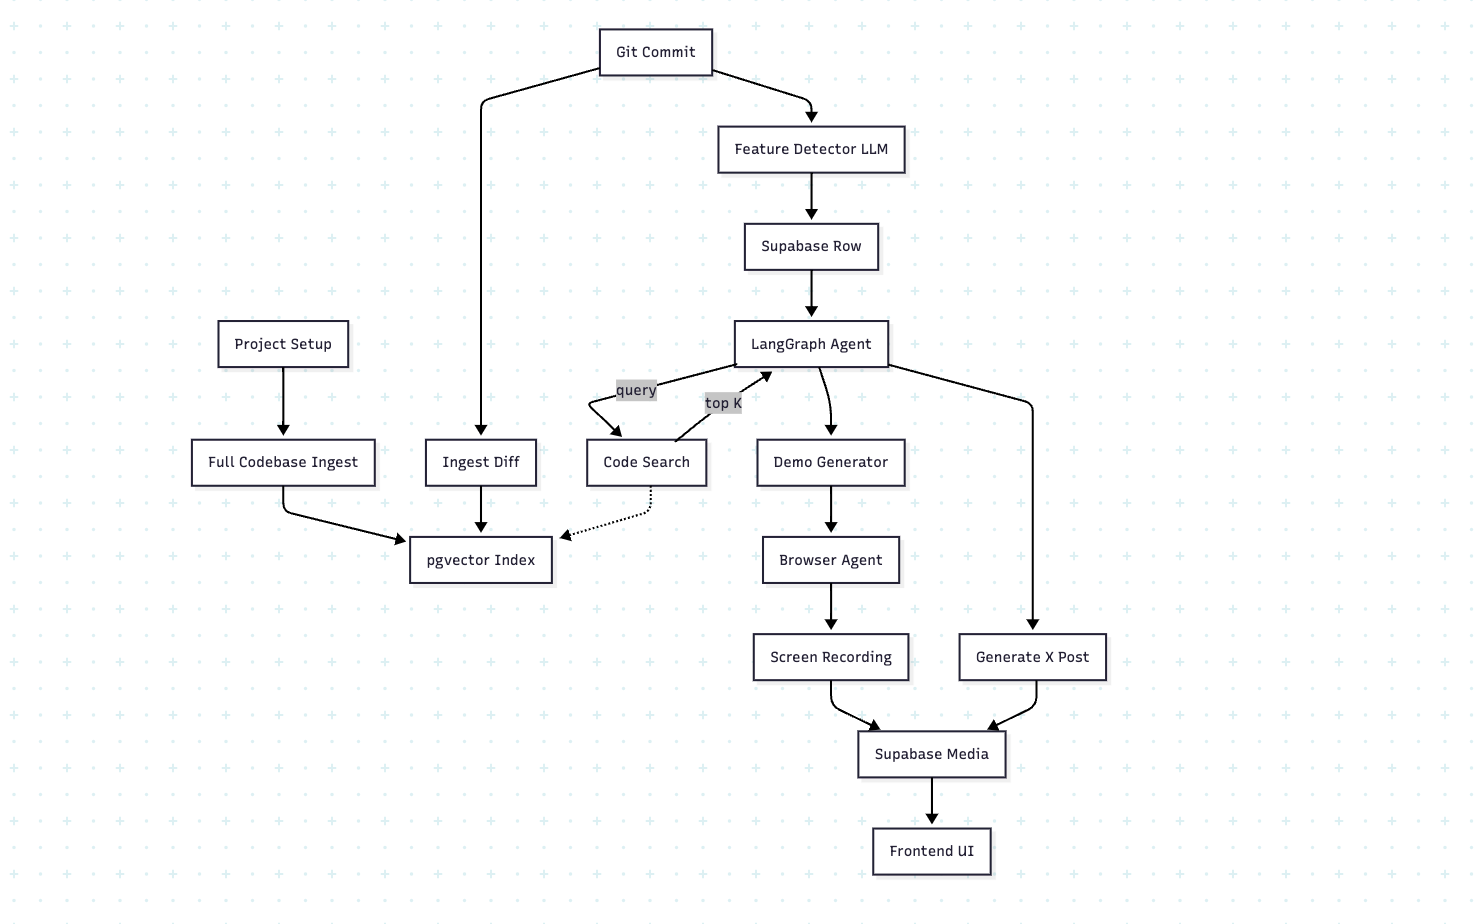 Git Commit
Feature Detector LLM
Supabase Row
Project Setup
LangGraph Agent
query
top K
Full Codebase Ingest
Ingest Diff
Code Search
Demo Generator
pgvector Index
Browser Agent
Screen Recording
Generate X Post
Supabase Media
Frontend UI